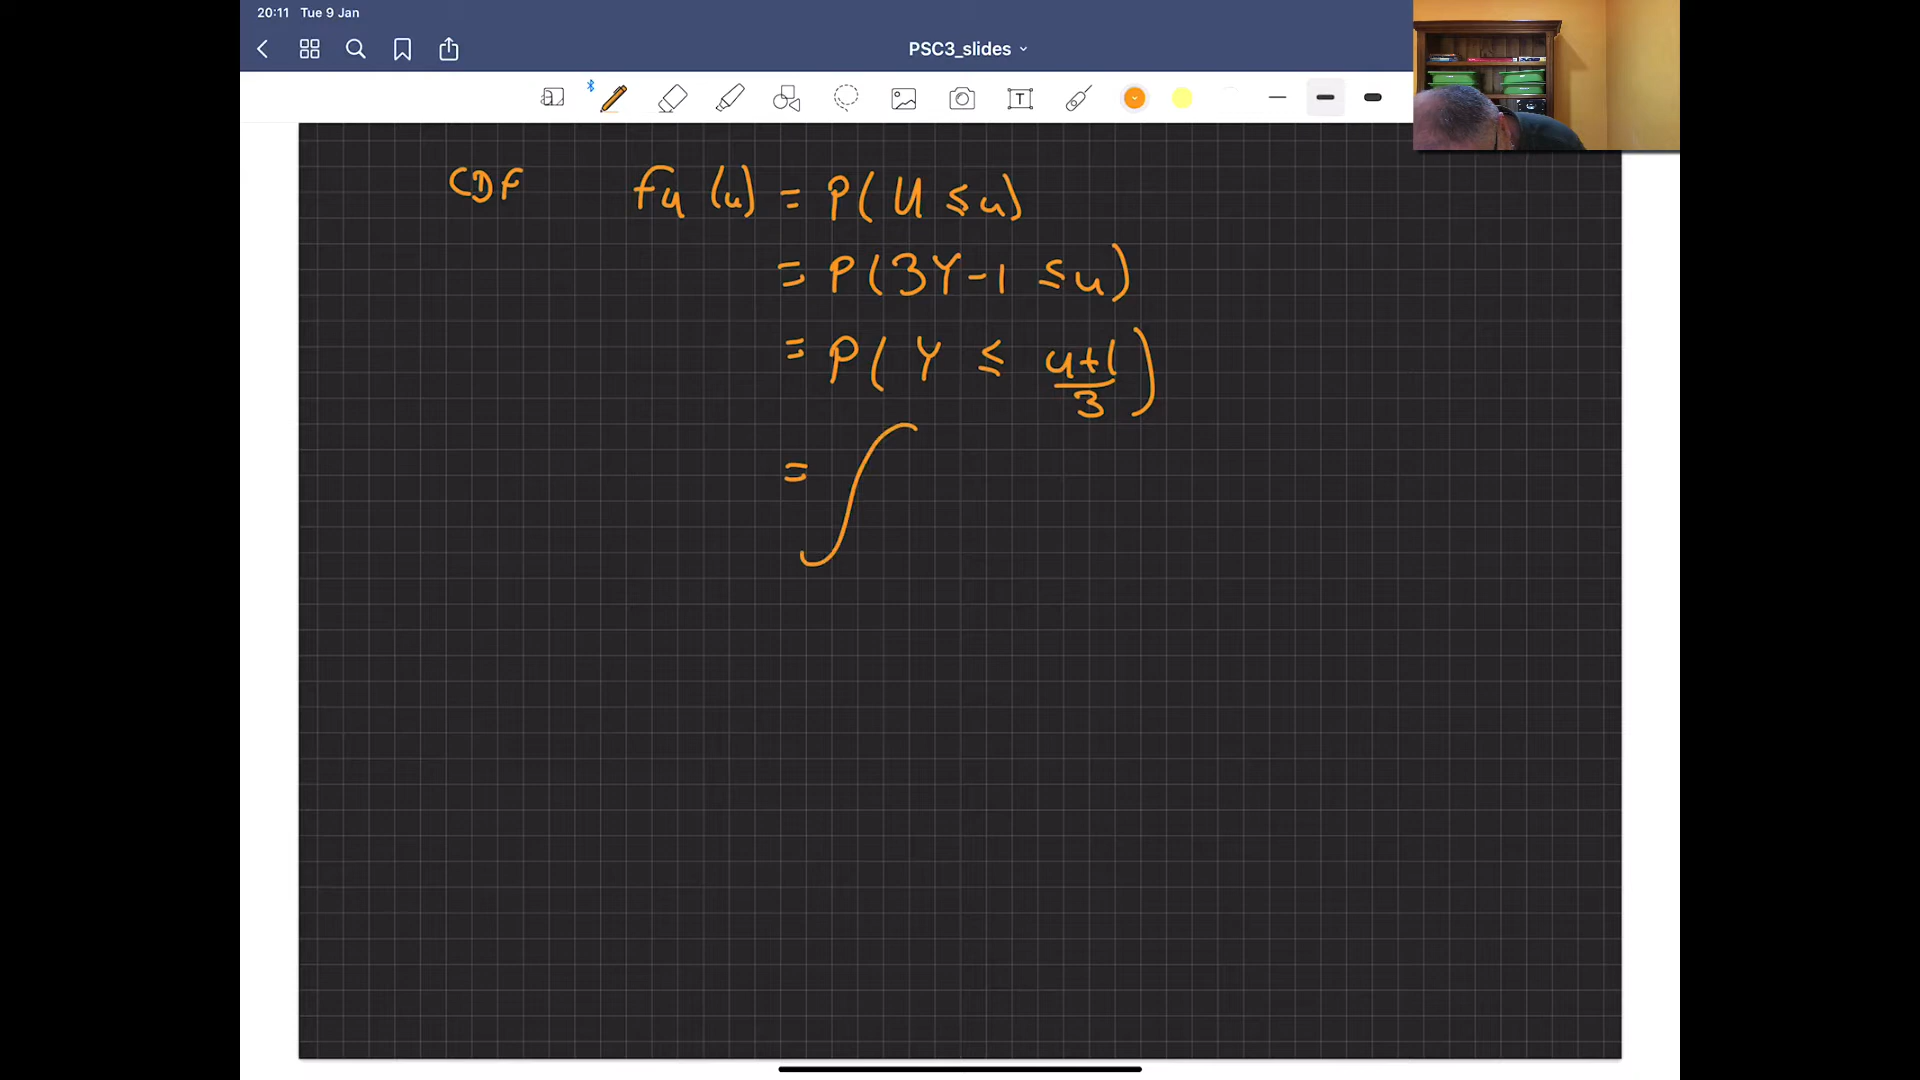 20:11 Tue 9 Jan
PSC3_slides
CDF Fu (u) = P( U ≤ u)
= P(3Y-1 ≤ u)
= P( Y ≤ u+1/3 )
= ∫